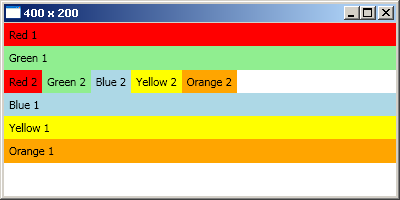 400 x 200
Red 1
Green 1
Red 2 Green 2 Blue 2 Yellow 2 Orange 2
Blue 1
Yellow 1
Orange 1